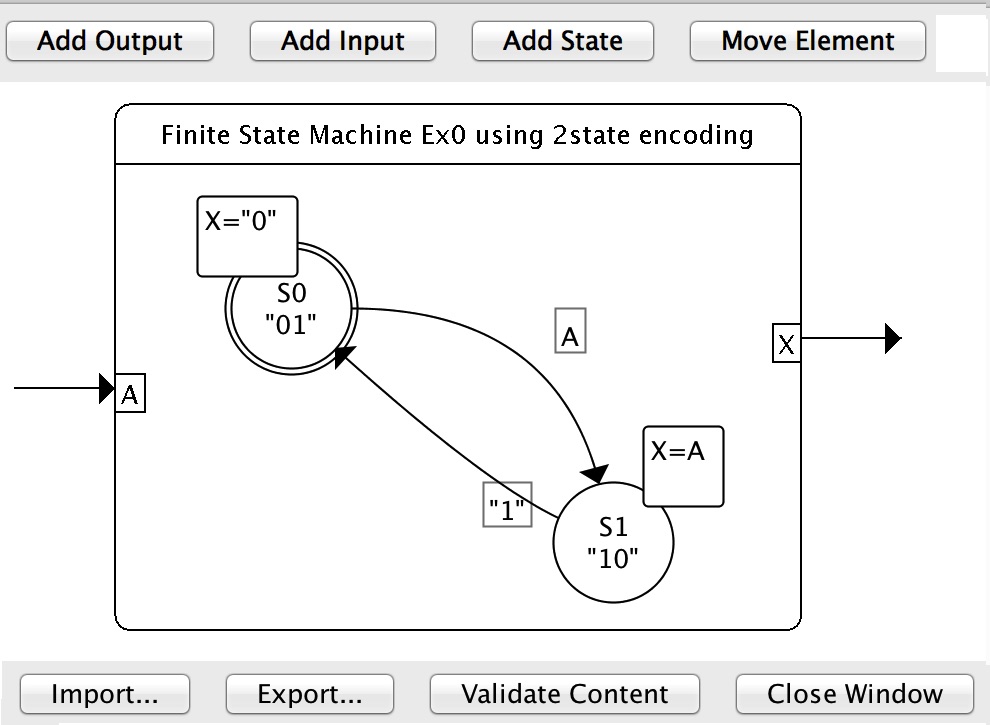 Add Output
Add Input
Add State
Move Element
Finite State Machine Ex0 using 2state encoding
X="0"
S0
"01"
A
X
A
X=A
"1"
S1
"10"
Import...
Export...
Validate Content
Close Window